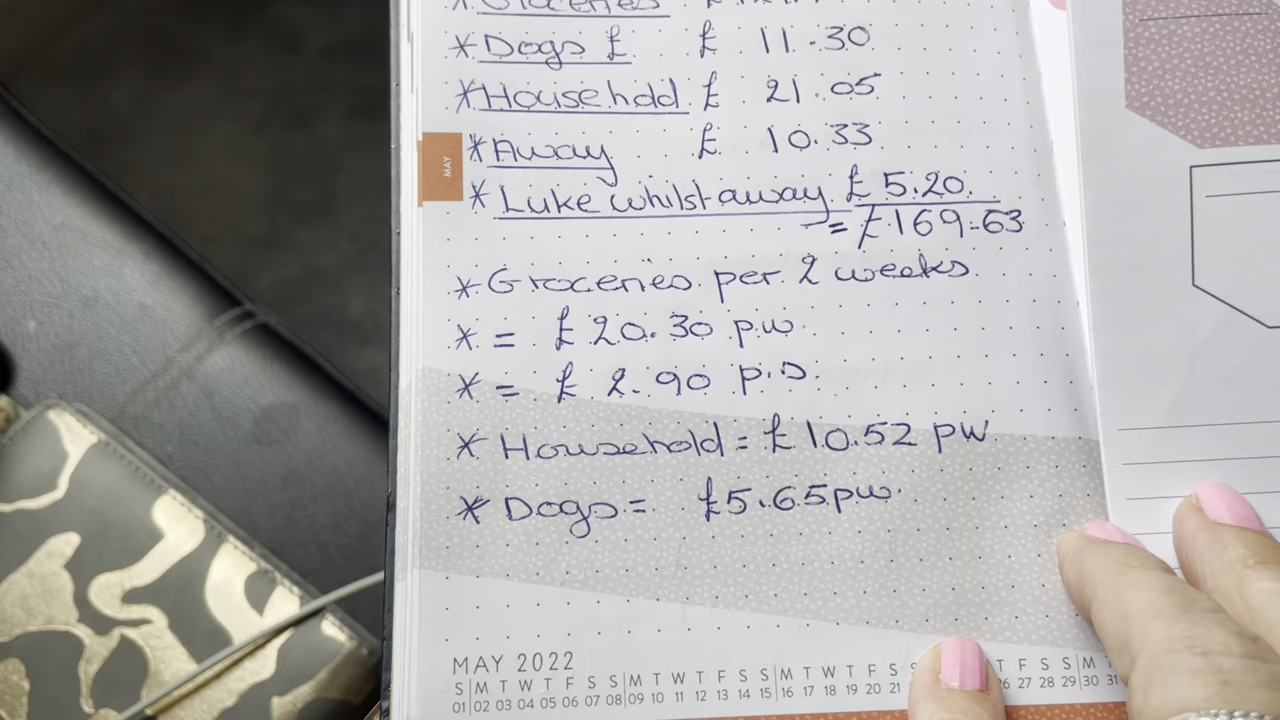 * Groceries £
* Dogs £ £ 11.30
* Household £ 21.05
* Away £ 10.33
* Luke whilst away £ 5.20
= £169-63
* Groceries per 2 weeks
* = £20.30 p.w.
* = £ 2.90 p.D.
* Household = £10.52 pw.
* Dogs = £5.65pw.
MAY
MAY 2022
S M T W T F S S M T W T F S S M T W T F S S T F S S M T
01 02 03 04 05 06 07 08 09 10 11 12 13 14 15 16 17 18 19 20 21 26 27 28 29 30 31